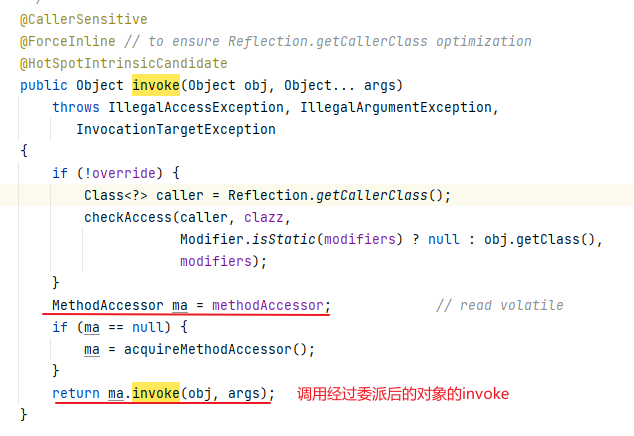 @CallerSensitive
@ForceInline // to ensure Reflection.getCallerClass optimization
@HotSpotIntrinsicCandidate
public Object invoke(Object obj, Object... args)
    throws IllegalAccessException, IllegalArgumentException,
       InvocationTargetException
{
    if (!override) {
        Class<?> caller = Reflection.getCallerClass();
        checkAccess(caller, clazz,
                    Modifier.isStatic(modifiers) ? null : obj.getClass(),
                    modifiers);
    }
    MethodAccessor ma = methodAccessor;             // read volatile
    if (ma == null) {
        ma = acquireMethodAccessor();
    }
    return ma.invoke(obj, args); 调用经过委派后的对象的invoke
}